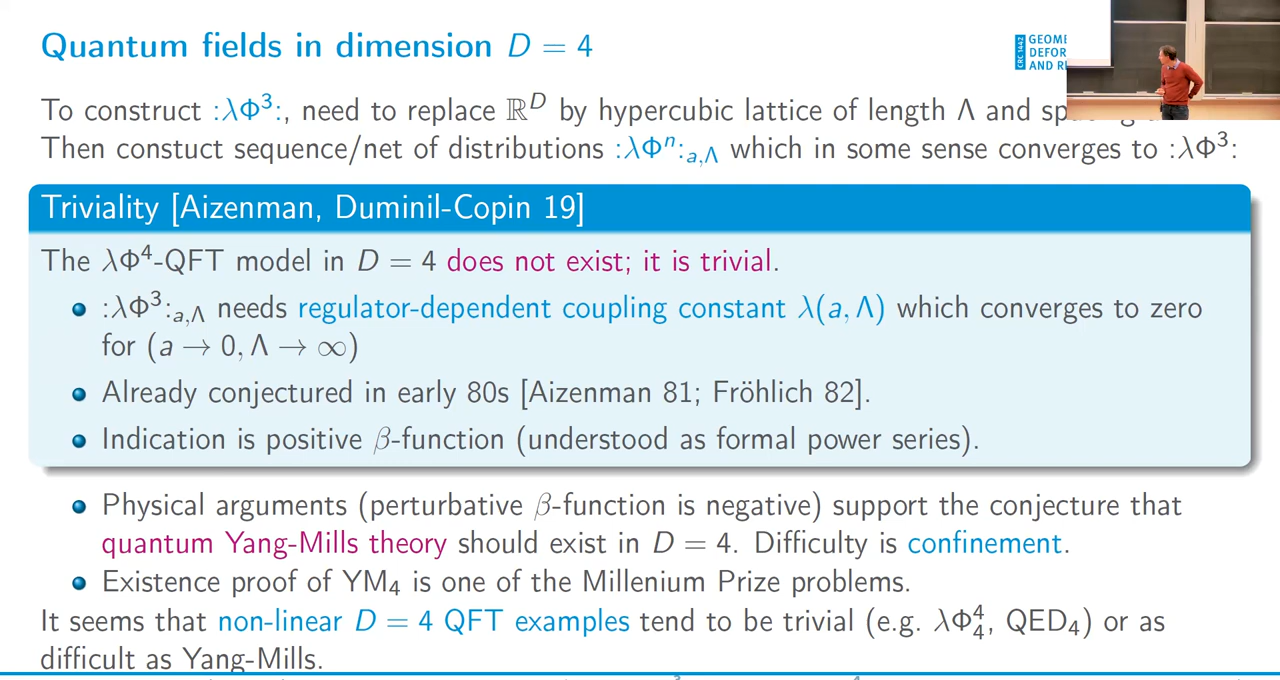 Quantum fields in dimension D = 4
CRC 1442
GEOME
DEFOR
AND R
To construct :λΦ³:, need to replace ℝᴰ by hypercubic lattice of length Λ and
Then constuct sequence/net of distributions :λΦⁿ:ₐ,Λ which in some sense converges to :λΦ³:
Triviality [Aizenman, Duminil-Copin 19]
The λΦ⁴-QFT model in D = 4 does not exist; it is trivial.
:λΦ³:ₐ,Λ needs regulator-dependent coupling constant λ(a, Λ) which converges to zero
for (a → 0, Λ → ∞)
Already conjectured in early 80s [Aizenman 81; Fröhlich 82].
Indication is positive β-function (understood as formal power series).
Physical arguments (perturbative β-function is negative) support the conjecture that
quantum Yang-Mills theory should exist in D = 4. Difficulty is confinement.
Existence proof of YM₄ is one of the Millenium Prize problems.
It seems that non-linear D = 4 QFT examples tend to be trivial (e.g. λΦ⁴₄, QED₄) or as
difficult as Yang-Mills.